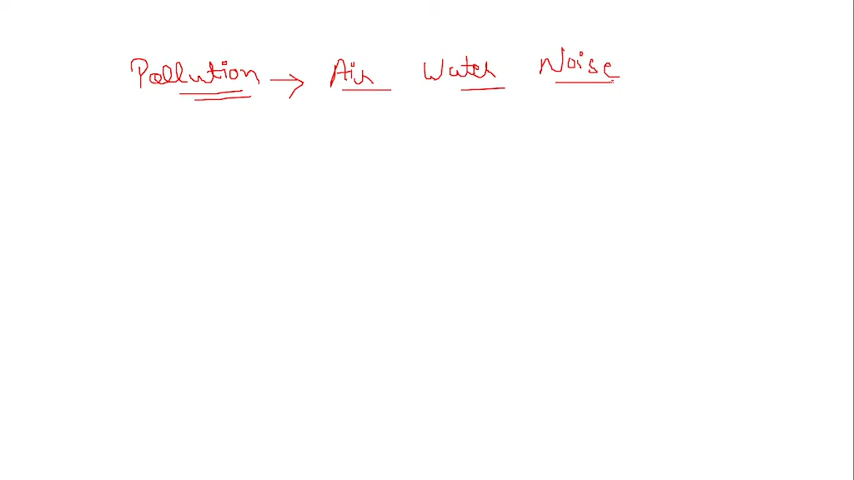 Pollution → Air Water Noise